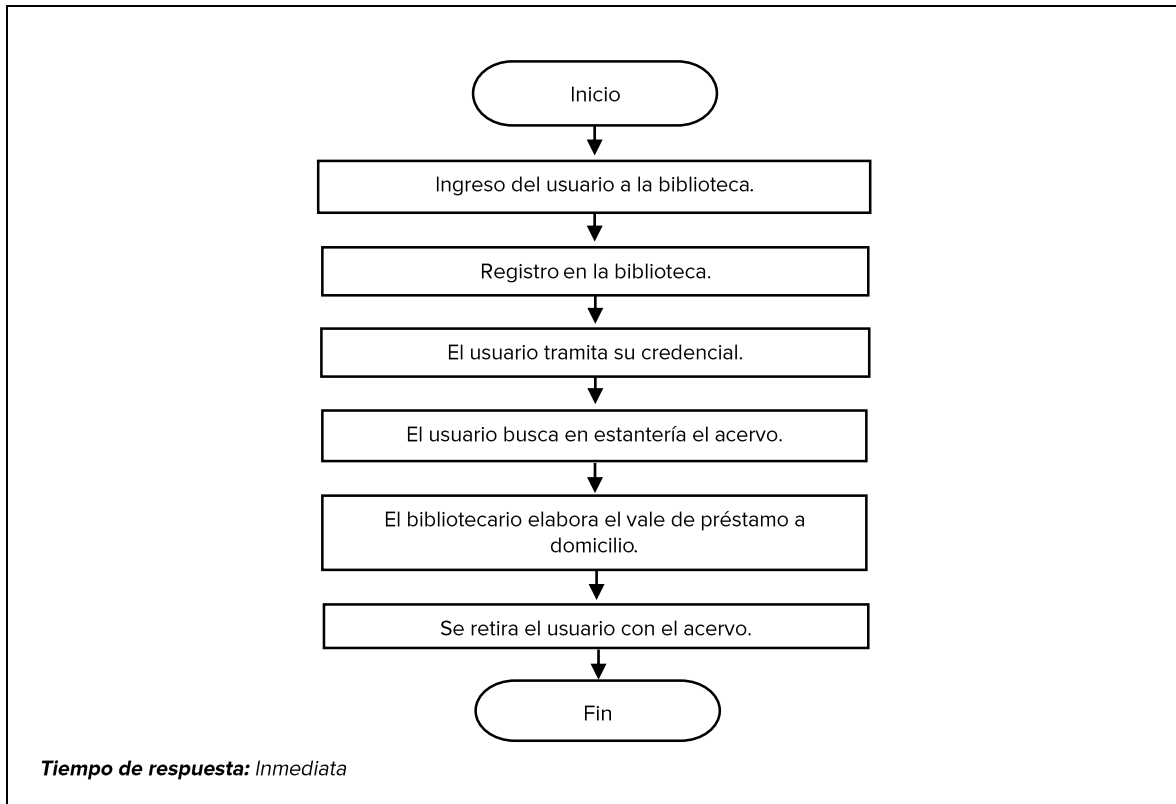 Inicio
Ingreso del usuario a la biblioteca.
Registro en la biblioteca.
El usuario tramita su credencial.
El usuario busca en estantería el acervo.
El bibliotecario elabora el vale de préstamo a
domicilio.
Se retira el usuario con el acervo.
Fin
Tiempo de respuesta: Inmediata